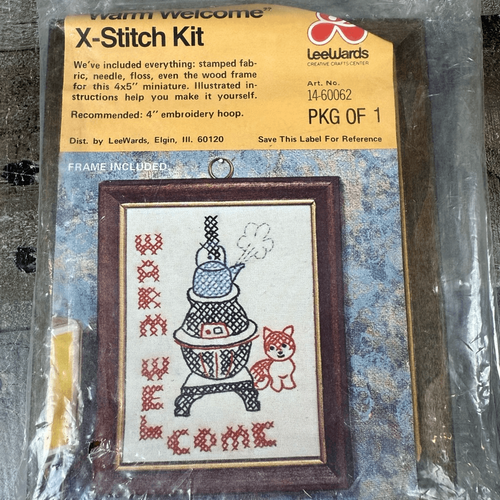 Warm Welcome"
X-Stitch Kit
We've included everything: stamped fab-
ric, needle, floss, even the wood frame
for this 4x5" miniature. Illustrated in-
structions help you make it yourself.
Recommended: 4" embroidery hoop.
Dist. by LeeWards, Elgin, Ill. 60120
Save This Label For Reference
LeeWards
CREATIVE CRAFTS CENTER
Art. No.
14-60062
PKG OF 1
FRAME INCLUDED
WARM
WELCOME